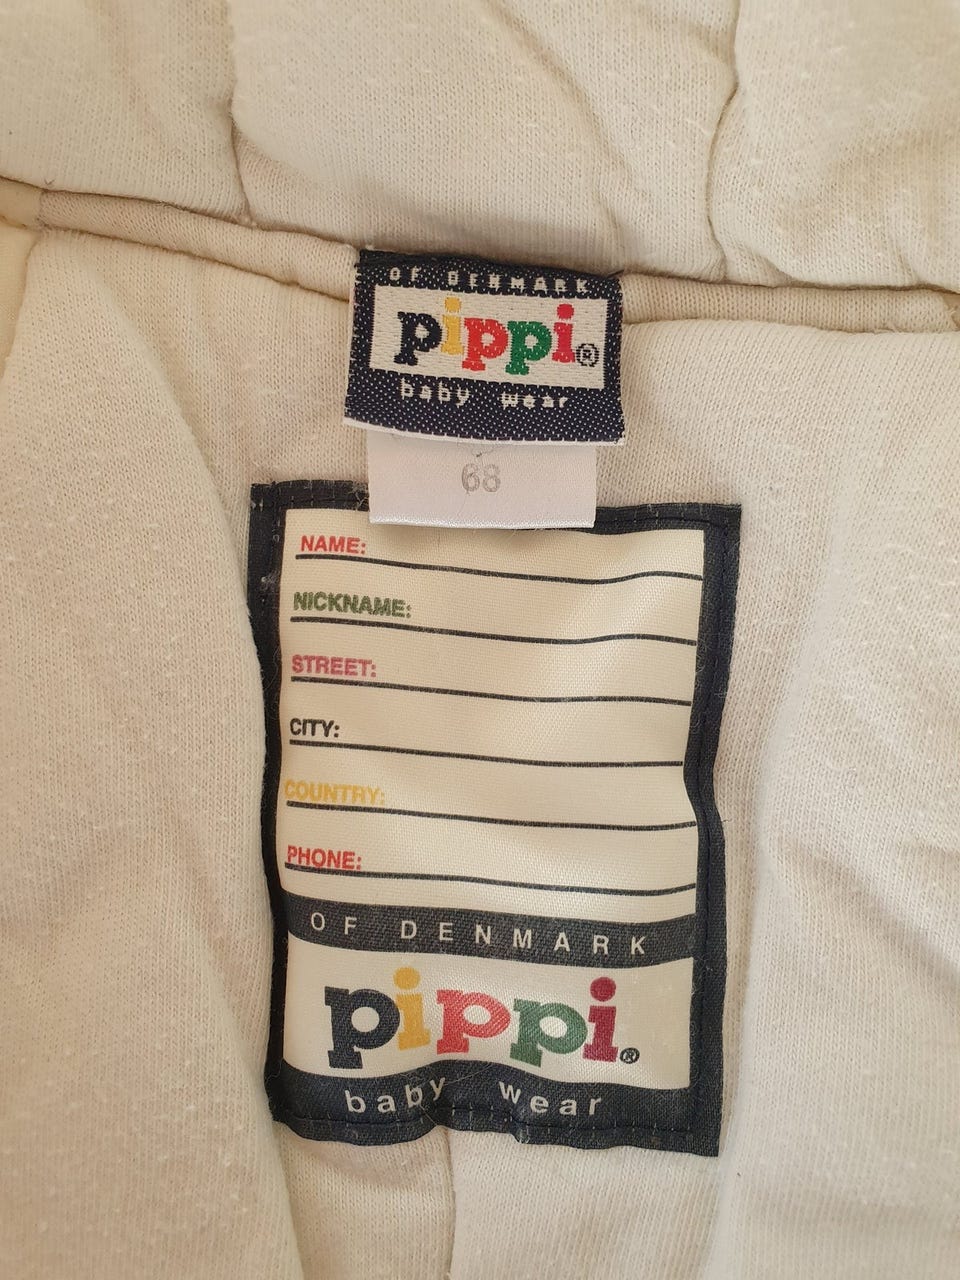 OF DENMARK
pippi®
baby wear
68
NAME:
NICKNAME:
STREET:
CITY:
COUNTRY:
PHONE:
OF DENMARK
pippi®
baby wear